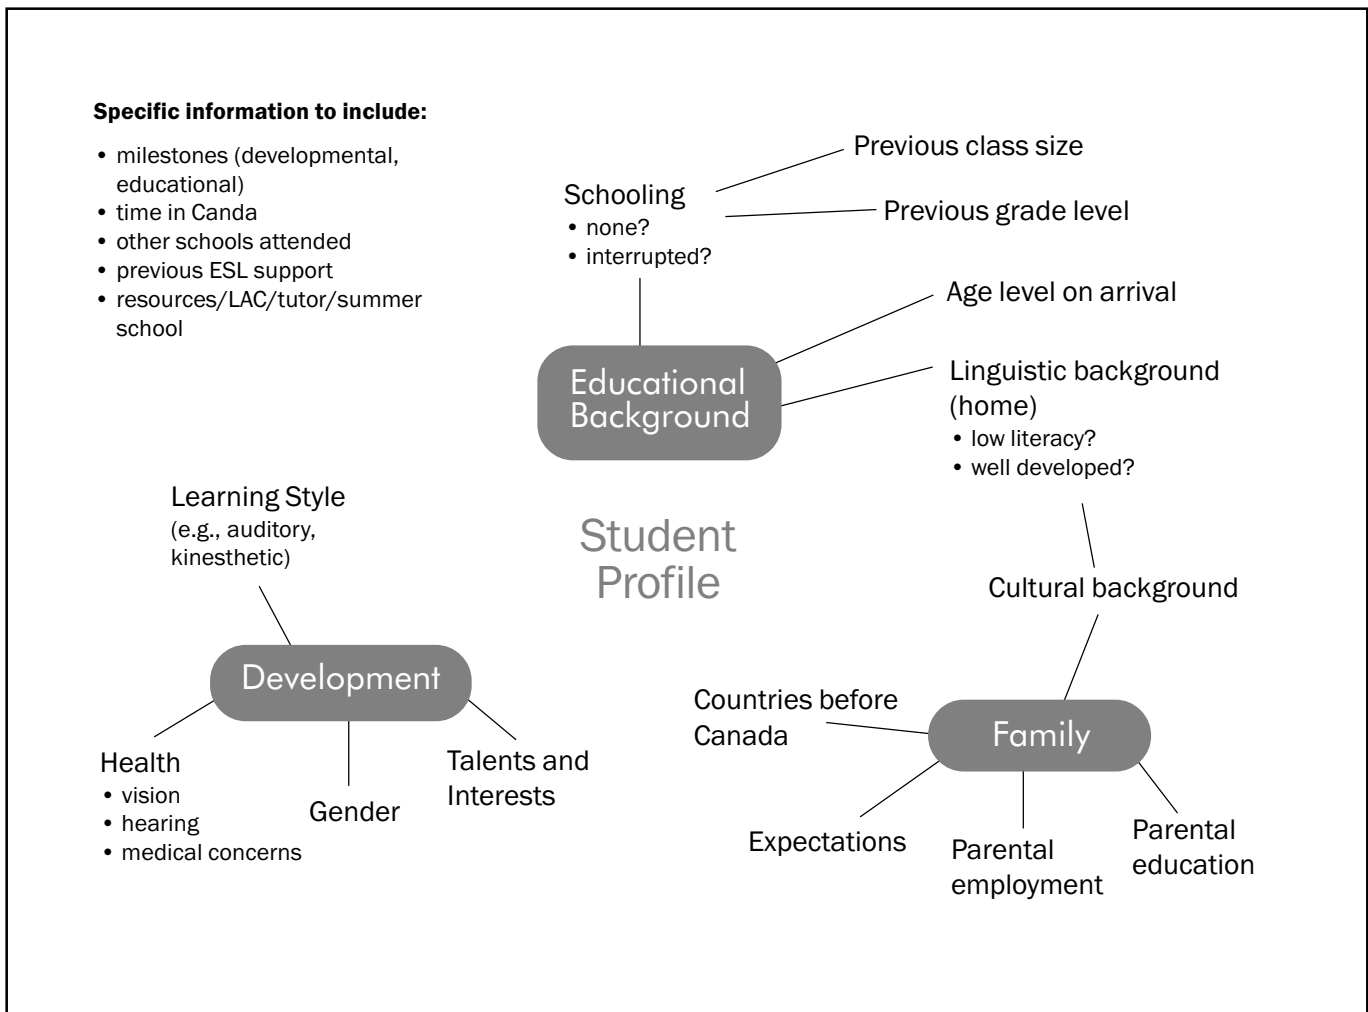 Specific information to include:
• milestones (developmental,
educational)
• time in Canda
• other schools attended
• previous ESL support
• resources/LAC/tutor/summer
school
Previous class size
Schooling
• none?
• interrupted?
Previous grade level
Age level on arrival
Educational
Background
Linguistic background
(home)
• low literacy?
• well developed?
Learning Style
(e.g., auditory,
kinesthetic)
Student
Profile
Cultural background
Development
Health
• vision
• hearing
• medical concerns
Gender
Talents and
Interests
Countries before
Canada
Family
Expectations
Parental
employment
Parental
education